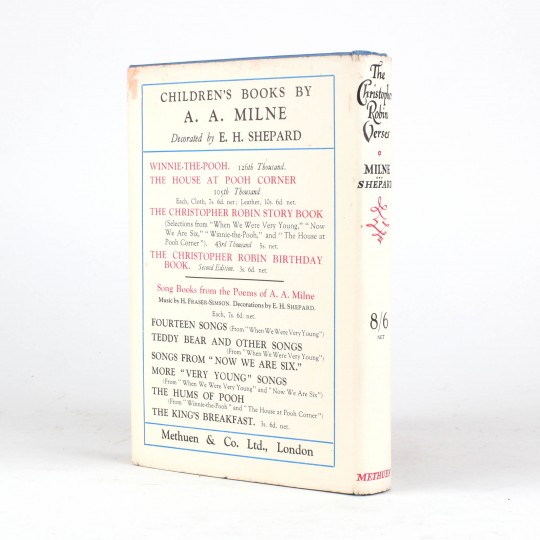 CHILDREN'S BOOKS BY
A. A. MILNE
Decorated by E. H. SHEPARD
WINNIE-THE-POOH. 126th Thousand.
THE HOUSE AT POOH CORNER
105th Thousand.
Each, Cloth, 7s. 6d. net; Leather, 10s. 6d. net.
THE CHRISTOPHER ROBIN STORY BOOK
(Selections from "When We Were Very Young," "Now
We Are Six," "Winnie-the-Pooh," and "The House at
Pooh Corner"). 43rd Thousand 5s. net.
THE CHRISTOPHER ROBIN BIRTHDAY
BOOK. Second Edition. 3s. 6d. net.
Song Books from the Poems of A. A. Milne
Music by H. FRASER-SIMSON. Decorations by E. H. SHEPARD.
Each, 7s. 6d. net.
FOURTEEN SONGS (From "When We Were Very Young")
TEDDY BEAR AND OTHER SONGS
(From "When We Were Very Young")
SONGS FROM "NOW WE ARE SIX."
MORE "VERY YOUNG" SONGS
(From "When We Were Very Young" and "Now We Are Six")
THE HUMS OF POOH
(From "Winnie-the-Pooh" and "The House at Pooh Corner")
THE KING'S BREAKFAST. 3s. 6d. net.
Methuen & Co. Ltd., London
The
Christopher
Robin
Verses
MILNE
SHEPARD
8/6
NET
METHUEN